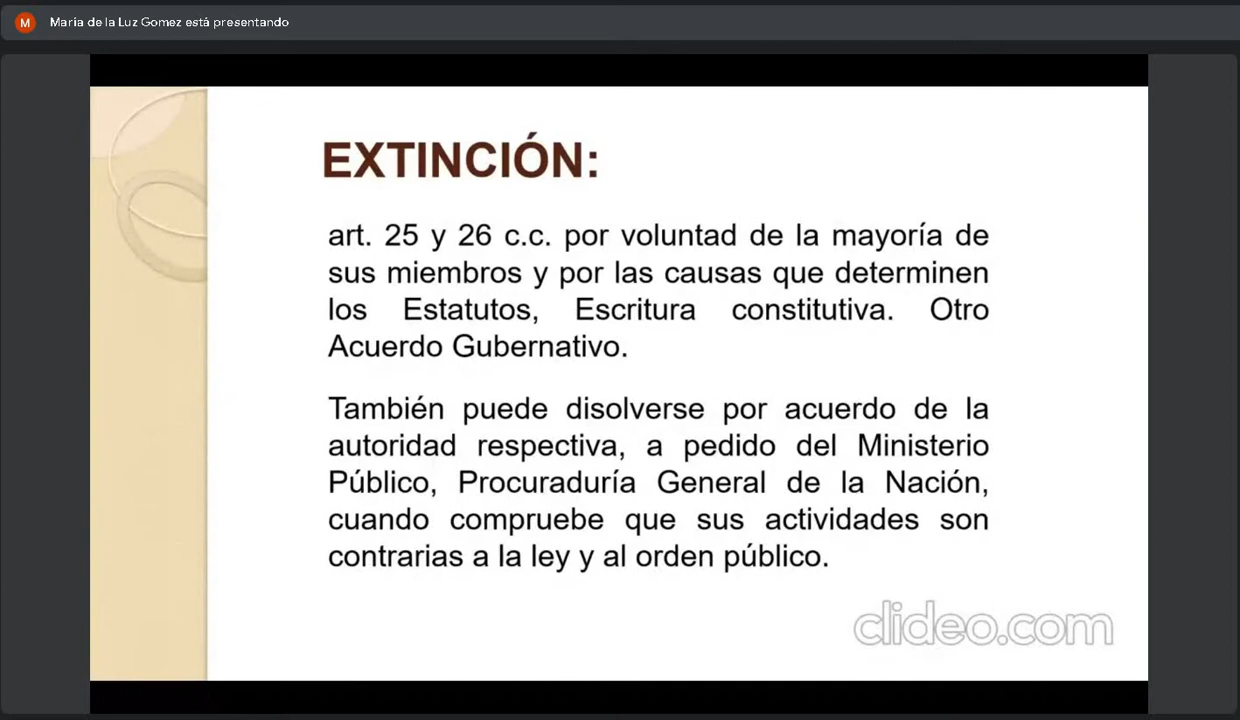 M
Maria de la Luz Gomez está presentando
EXTINCIÓN:
art. 25 y 26 c.c. por voluntad de la mayoría de
sus miembros y por las causas que determinen
los Estatutos, Escritura constitutiva. Otro
Acuerdo Gubernativo.
También puede disolverse por acuerdo de la
autoridad respectiva, a pedido del Ministerio
Público, Procuraduría General de la Nación,
cuando compruebe que sus actividades son
contrarias a la ley y al orden público.
clideo.com